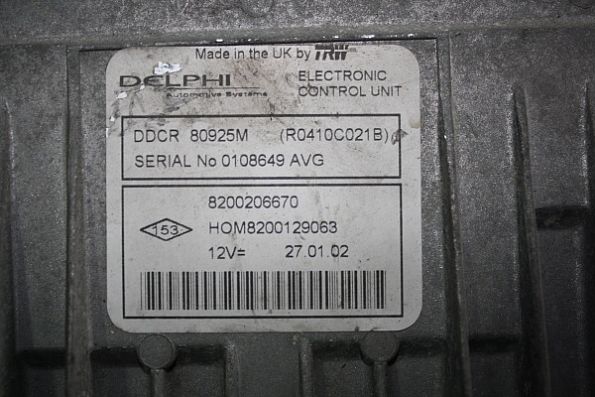 Made in the UK by TRW
DELPHI
Automotive Systems
ELECTRONIC
CONTROL UNIT
DDCR 80925M (R0410C021B)
SERIAL No 0108649 AVG
8200206670
153 HOM8200129063
12V= 27.01.02